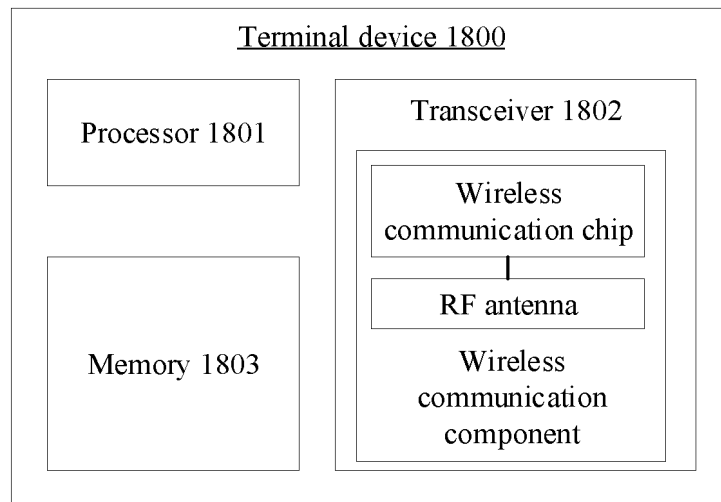 Terminal device 1800
Processor 1801
Memory 1803
Transceiver 1802
Wireless
communication chip
RF antenna
Wireless
communication
component